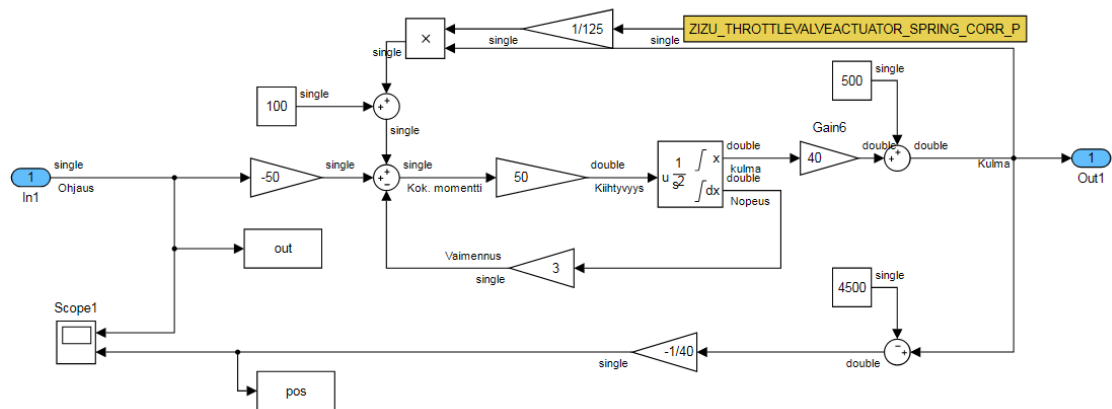 ZIZU_THROTTLEVALVEACTUATOR_SPRING_CORR_P
1/125
single
single
×
single
100
single
+
+
single
500
single
Gain6
single
1
In1
Ohjaus
-50
single
+
+
−
single
Kok. momentti
50
double
Kiihtyvyys
u
1
s²
∫ x
∫ dx
double
kulma
double
Nopeus
40
double
+
+
double
Kulma
1
Out1
out
Vaimennus
single
3
4500
single
Scope1
-1/40
single
−
+
double
pos